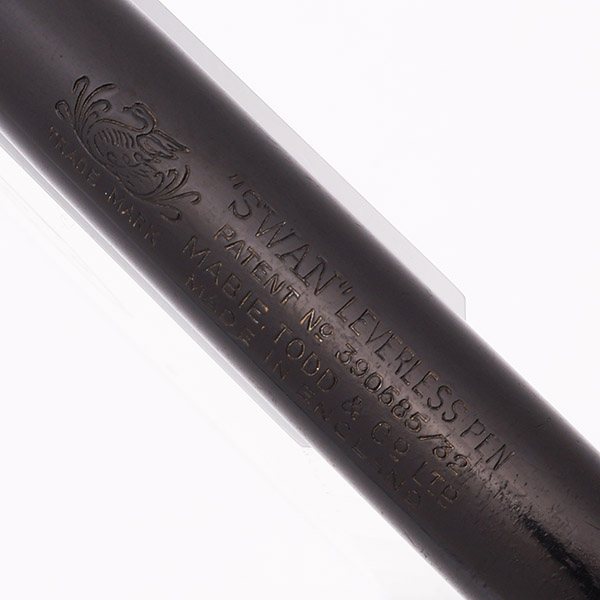 TRADE MARK
"SWAN" LEVERLESS PEN
PATENT Nº 390685/32
MABIE, TODD & Cº LTD
MADE IN ENGLAND